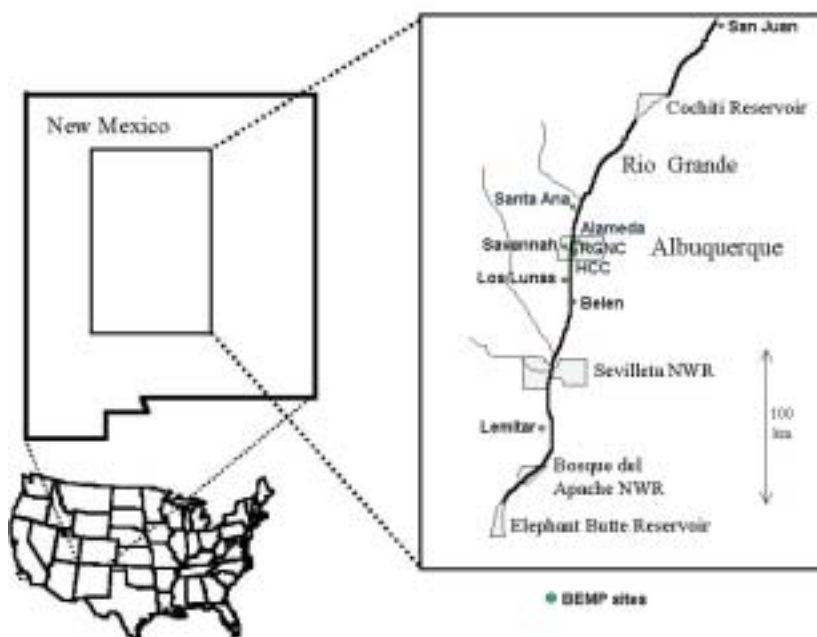 New Mexico
San Juan
Cochiti Reservoir
Rio Grande
Santa Ana
Alameda
Savannah
RGNC
Albuquerque
HCC
Los Lunas
Belen
Sevilleta NWR
100
km
Lemitar
Bosque del
Apache NWR
Elephant Butte Reservoir
BEMP sites